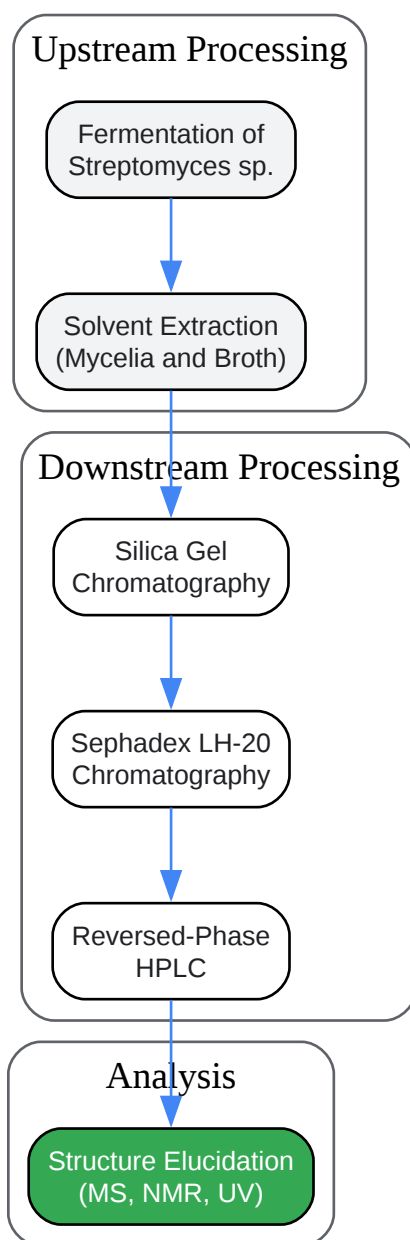 Upstream Processing
Fermentation of
Streptomyces sp.
Solvent Extraction
(Mycelia and Broth)
Downstream Processing
Silica Gel
Chromatography
Sephadex LH-20
Chromatography
Reversed-Phase
HPLC
Analysis
Structure Elucidation
(MS, NMR, UV)